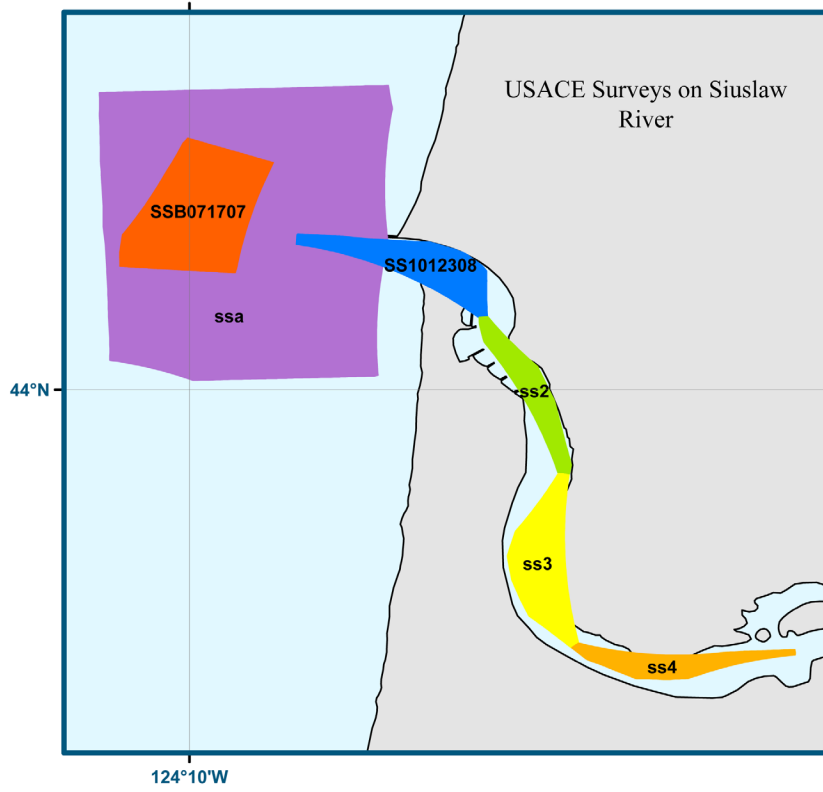 USACE Surveys on Siuslaw
River
SSB071707
SS1012308
ssa
44°N
ss2
ss3
ss4
124°10'W